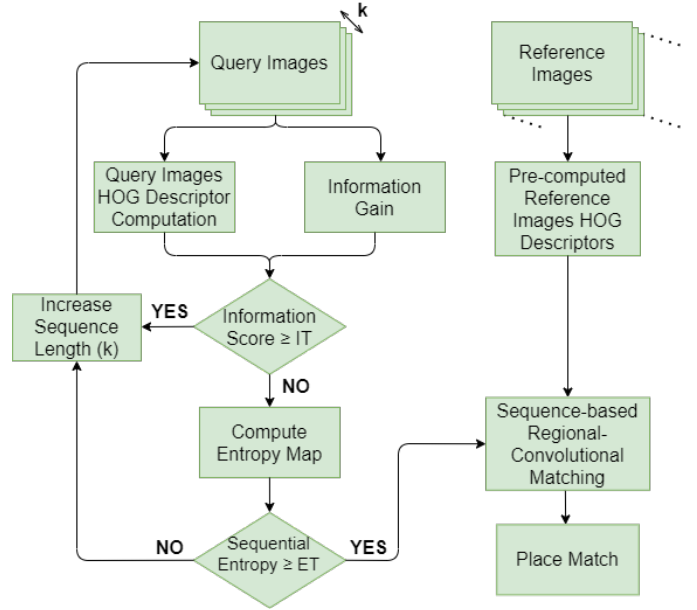 k
Query Images
Reference
Images
Query Images
HOG Descriptor
Computation
Information
Gain
Pre-computed
Reference
Images HOG
Descriptors
Increase
Sequence
Length (k)
YES
Information
Score ≥ IT
NO
Compute
Entropy Map
Sequence-based
Regional-
Convolutional
Matching
NO
Sequential
Entropy ≥ ET
YES
Place Match